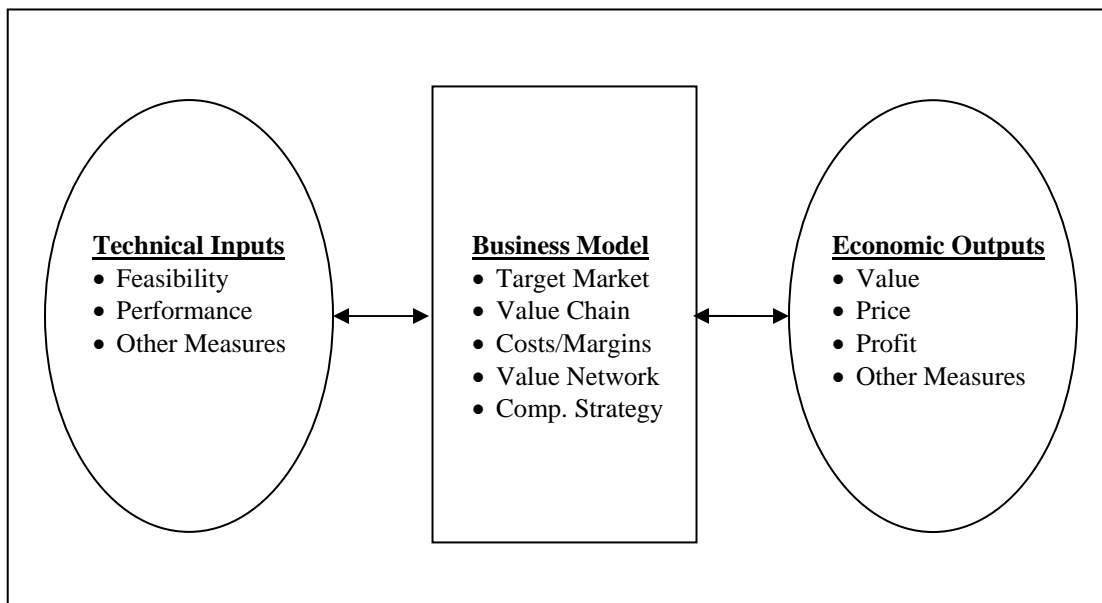 Technical Inputs
• Feasibility
• Performance
• Other Measures
Business Model
• Target Market
• Value Chain
• Costs/Margins
• Value Network
• Comp. Strategy
Economic Outputs
• Value
• Price
• Profit
• Other Measures